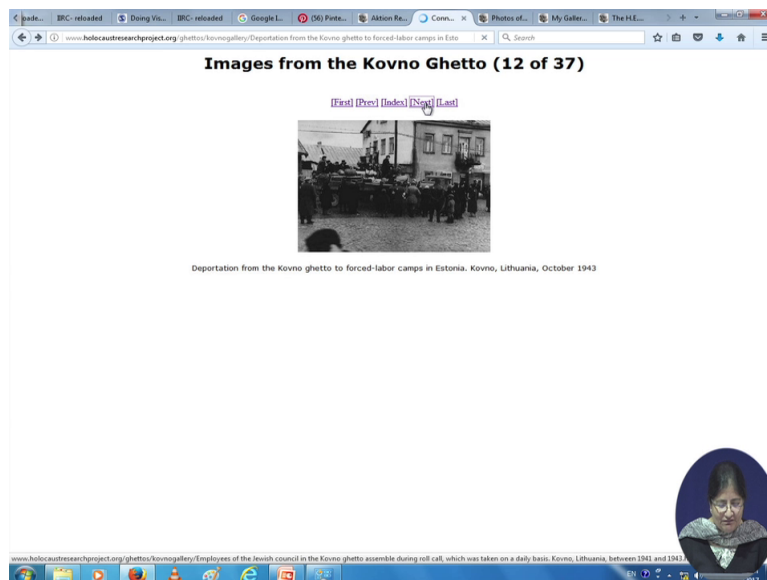 oade...
IRC- reloaded
Doing Vis...
IRC- reloaded
Google I...
(56) Pinte...
Aktion Re...
Conn...
Photos of...
My Galler...
The H.E....
www.holocaustresearchproject.org/ghettos/kovnogallery/Deportation from the Kovno ghetto to forced-labor camps in Esto
Search
Images from the Kovno Ghetto (12 of 37)
[First] [Prev] [Index] [Next] [Last]
Deportation from the Kovno ghetto to forced-labor camps in Estonia. Kovno, Lithuania, October 1943
www.holocaustresearchproject.org/ghettos/kovnogallery/Employees of the Jewish council in the Kovno ghetto assemble during roll call, which was taken on a daily basis. Kovno, Lithuania, between 1941 and 1943.
EN